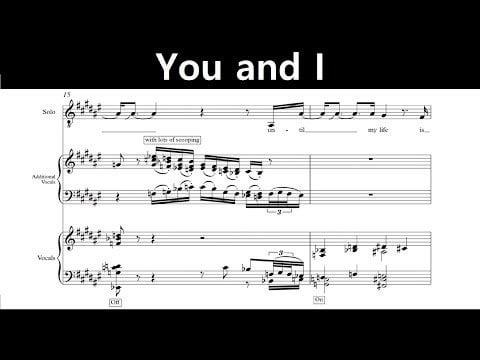 You and I
15
Solo
un - til my life is
with lots of scooping
Additional
Vocals
3
Vocals
3
Off
On